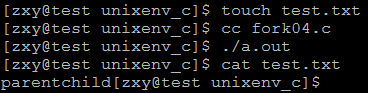 [zxy@test unixenv_c]$ touch test.txt
[zxy@test unixenv_c]$ cc fork04.c
[zxy@test unixenv_c]$ ./a.out
[zxy@test unixenv_c]$ cat test.txt
parentchild[zxy@test unixenv_c]$